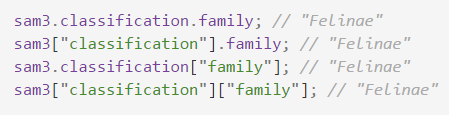 sam3.classification.family; // "Felinae"
sam3["classification"].family; // "Felinae"
sam3.classification["family"]; // "Felinae"
sam3["classification"]["family"]; // "Felinae"